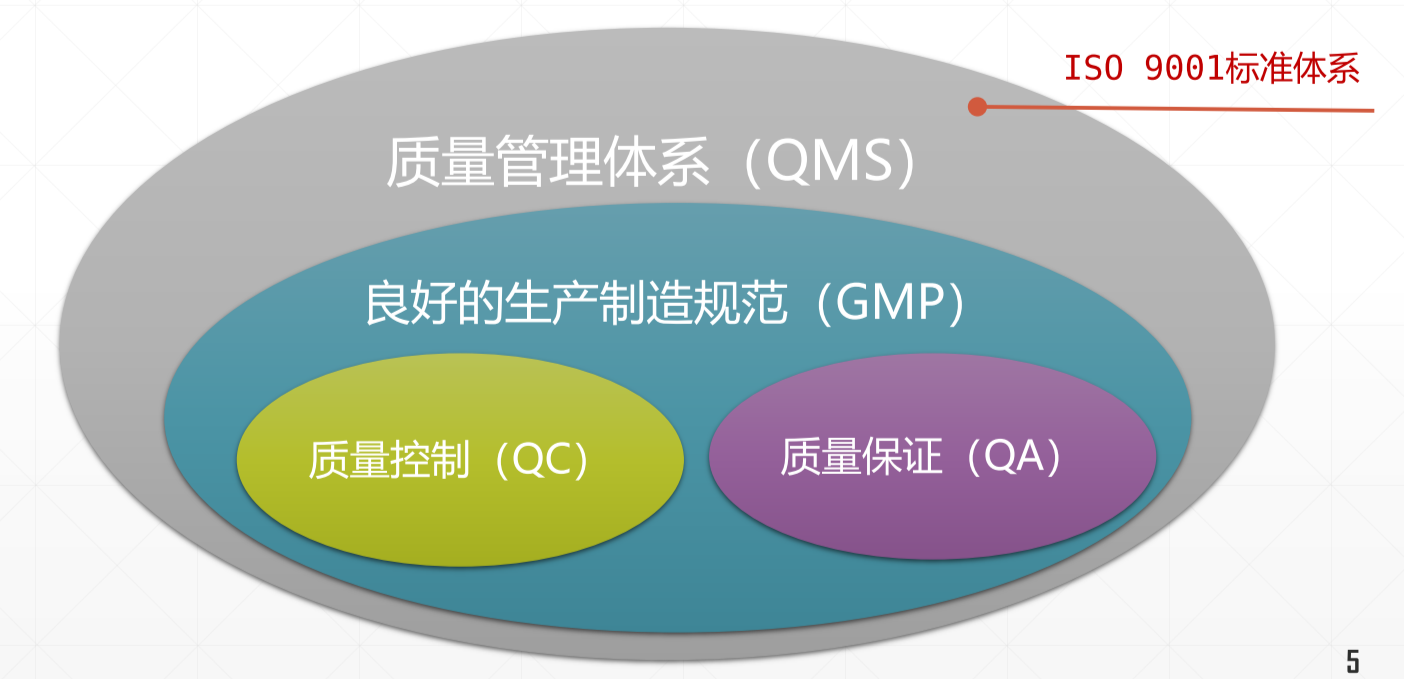 ISO 9001标准体系
质量管理体系（QMS）
良好的生产制造规范（GMP）
质量控制（QC）
质量保证（QA）
5